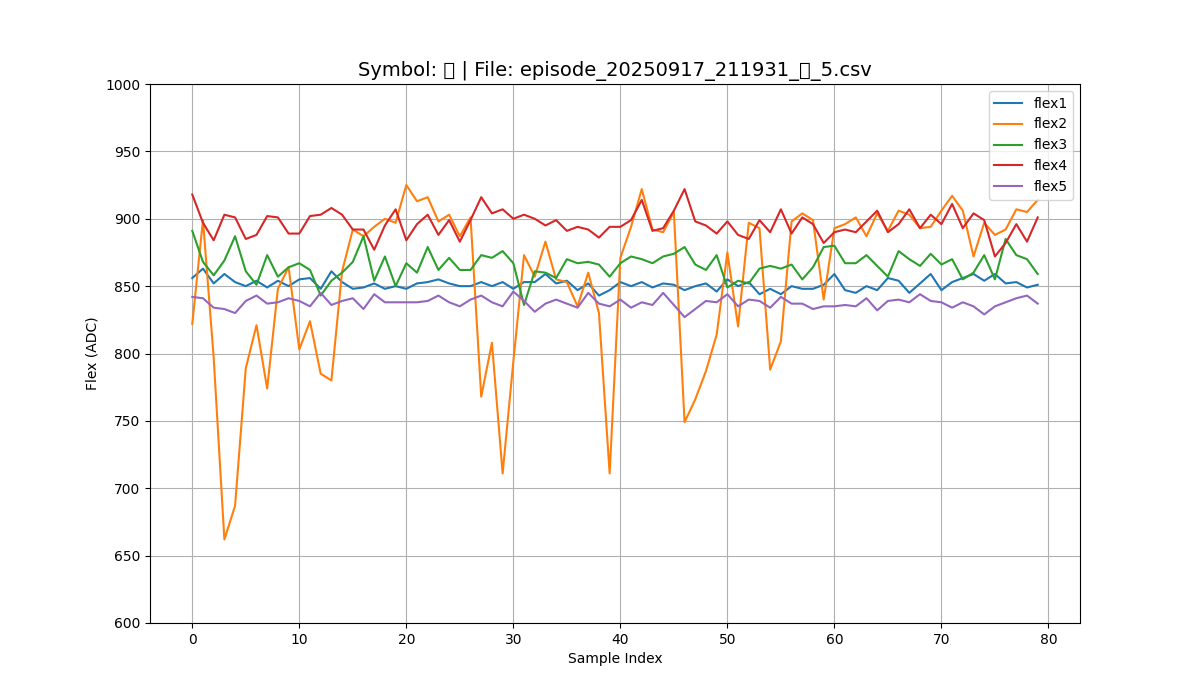 Symbol: | File: episode_20250917_211931_ _5.csv
1000
950
900
850
800
750
700
650
600
Flex (ADC)
0 10 20 30 40 50 60 70 80
Sample Index
flex1
flex2
flex3
flex4
flex5